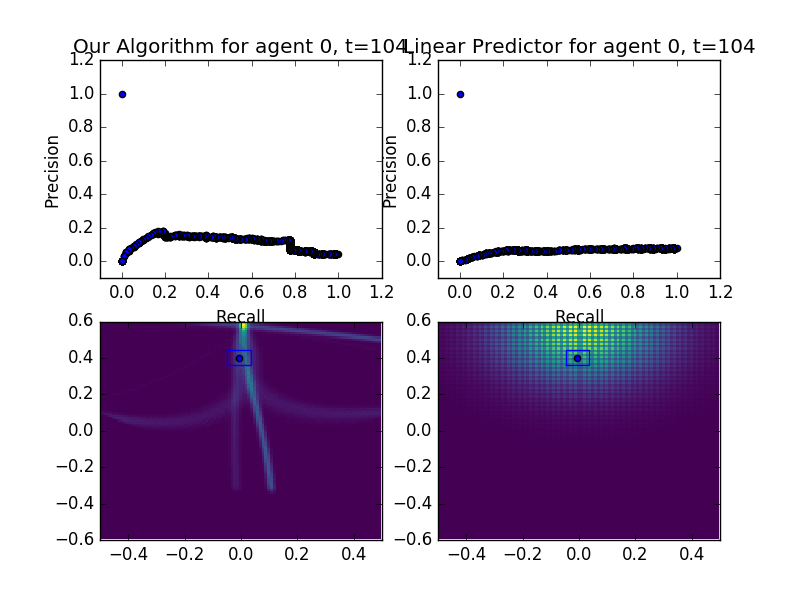 Our Algorithm for agent 0, t=104
Linear Predictor for agent 0, t=104
1.2
1.0
0.8
0.6
0.4
0.2
0.0
Precision
0.0 0.2 0.4 0.6 0.8 1.0 1.2
Recall
1.2
1.0
0.8
0.6
0.4
0.2
0.0
Precision
0.0 0.2 0.4 0.6 0.8 1.0 1.2
Recall
0.6
0.4
0.2
0.0
−0.2
−0.4
−0.6
−0.4 −0.2 0.0 0.2 0.4
0.6
0.4
0.2
0.0
−0.2
−0.4
−0.6
−0.4 −0.2 0.0 0.2 0.4